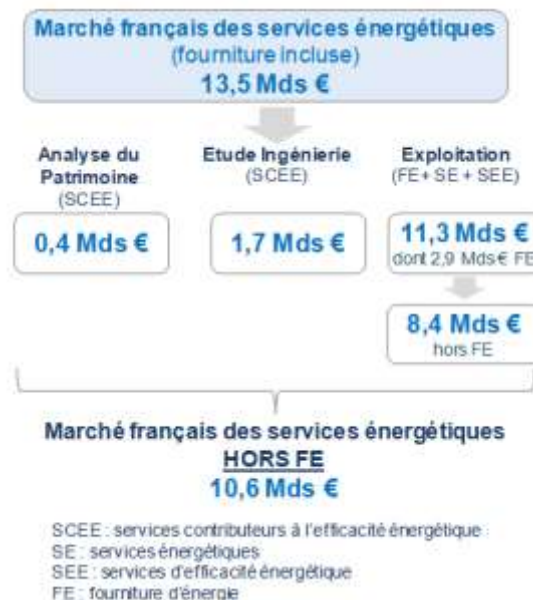 Marché français des services énergétiques
(fourniture incluse)
13,5 Mds €
Analyse du
Patrimoine
(SCEE)
0,4 Mds €
Etude Ingénierie
(SCEE)
1,7 Mds €
Exploitation
(FE+ SE + SEE)
11,3 Mds €
dont 2,9 Mds € FE
8,4 Mds €
hors FE
Marché français des services énergétiques
HORS FE
10,6 Mds €
SCEE : services contributeurs à l'efficacité énergétique
SE : services énergétiques
SEE : services d'efficacité énergétique
FE : fourniture d'énergie